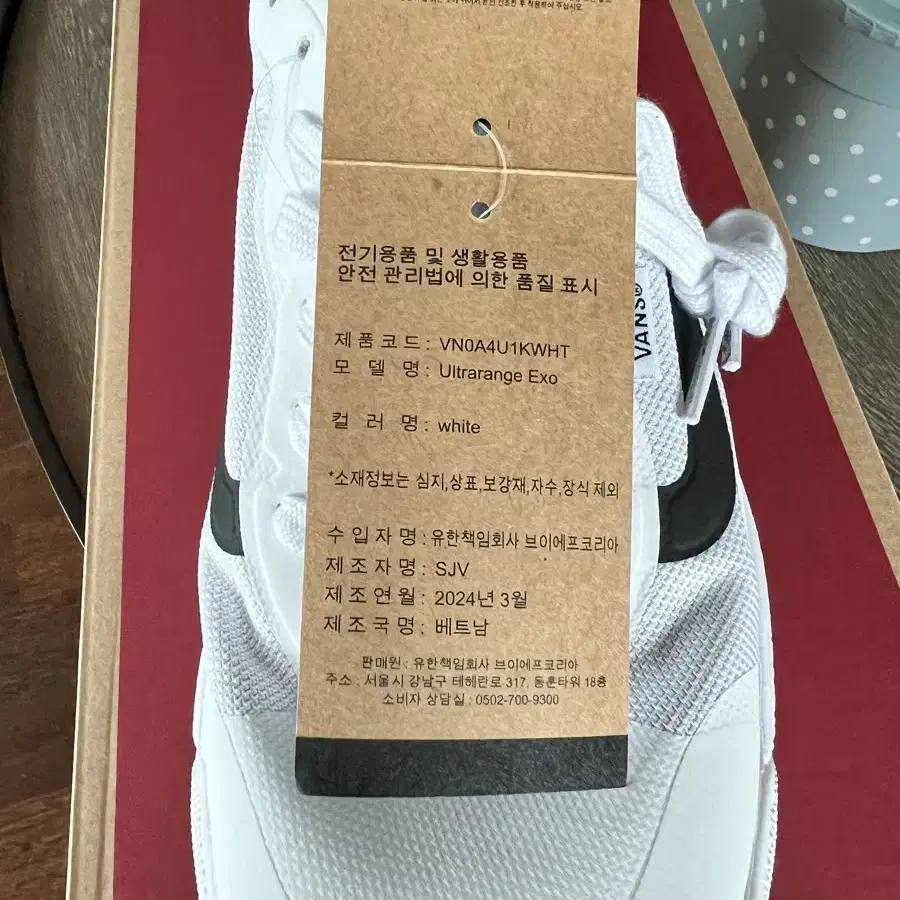 전기용품 및 생활용품
안전 관리법에 의한 품질 표시
제품코드 : VN0A4U1KWHT
모델명 : Ultrarange Exo
컬러명 : white
*소재정보는 심지,상표,보강재,자수,장식 제외
수입자명 : 유한책임회사 브이에프코리아
제조자명 : SJV
제조연월 : 2024년 3월
제조국명 : 베트남
판매원 : 유한책임회사 브이에프코리아
주소 : 서울시 강남구 테헤란로 317, 동훈타워 18층
소비자 상담실 : 0502-700-9300
VANS®